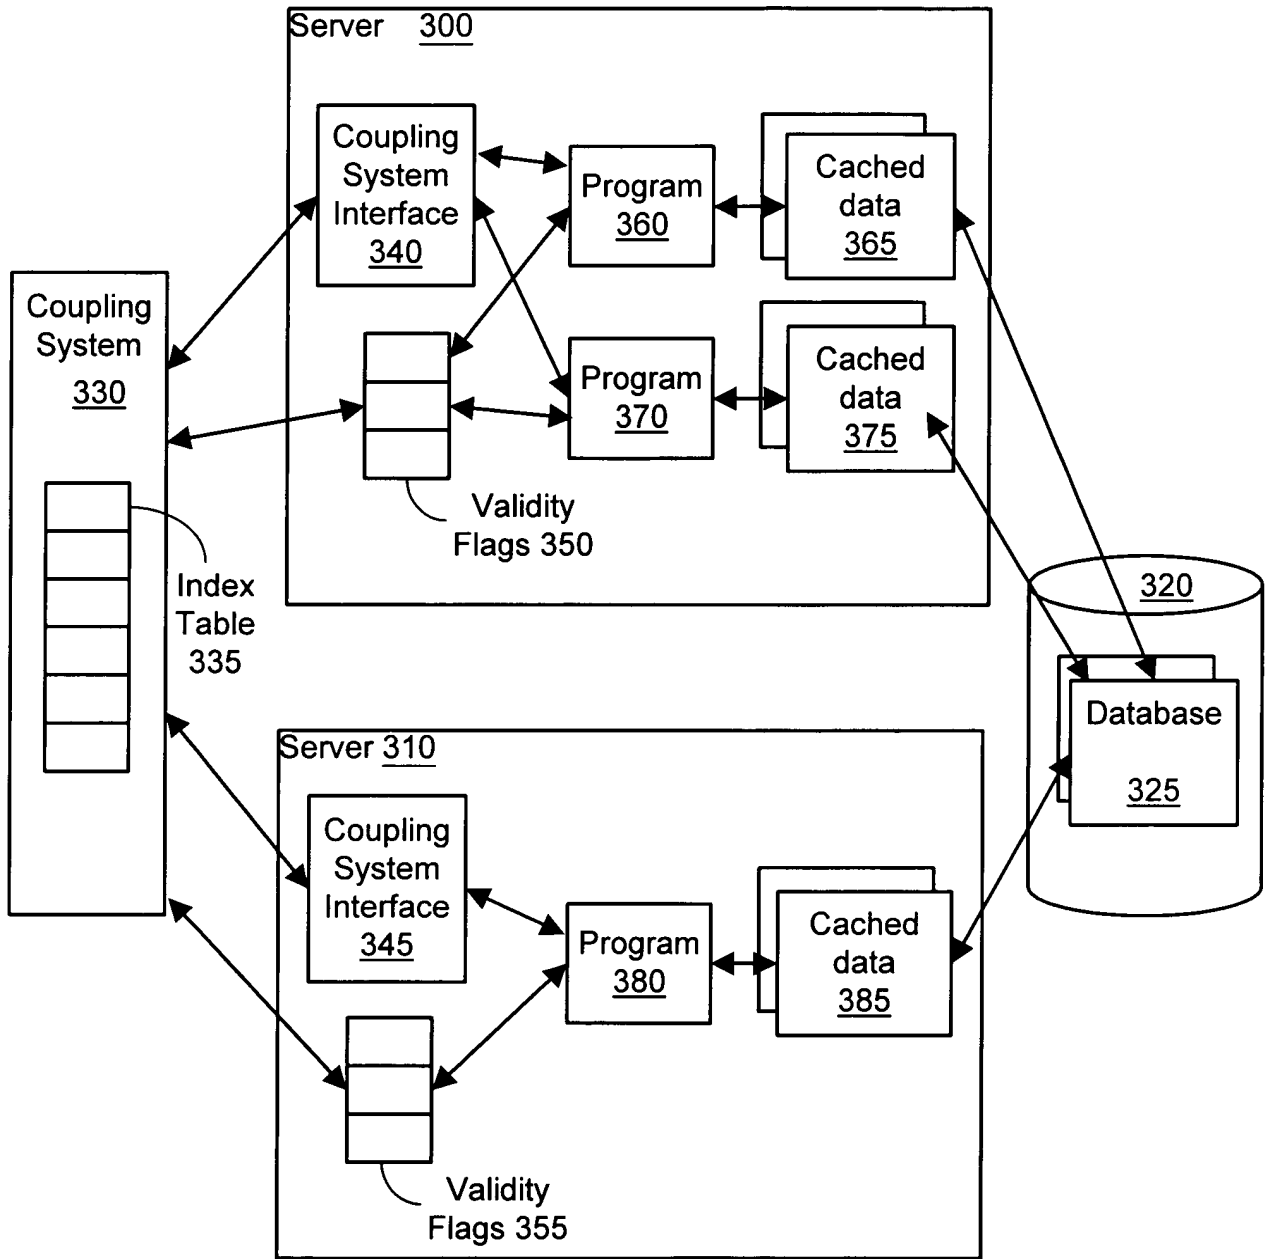 Server 300
Coupling
System
Interface
340
Program
360
Cached
data
365
Coupling
System
330
Program
370
Cached
data
375
Validity
Flags 350
Index
Table
335
320
Database
325
Server 310
Coupling
System
Interface
345
Program
380
Cached
data
385
Validity
Flags 355